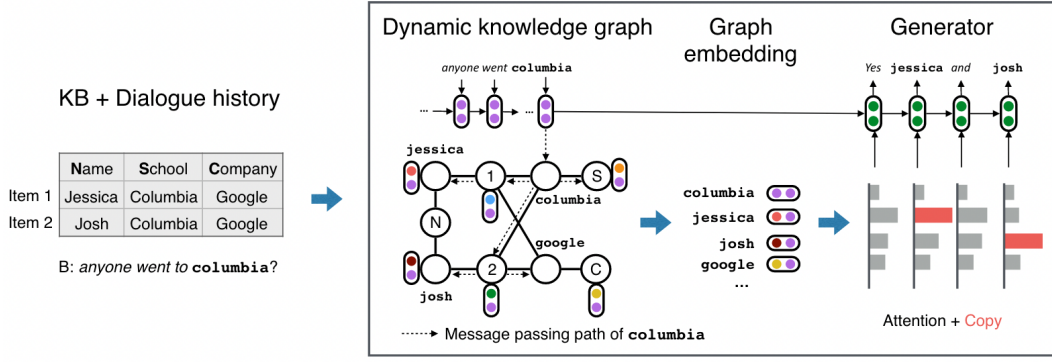 KB + Dialogue history
Name School Company
Item 1 Jessica Columbia Google
Item 2 Josh Columbia Google
B: anyone went to columbia?
Dynamic knowledge graph
anyone went columbia
... ...
jessica
1
S
columbia
N
google
2
C
josh
Message passing path of columbia
Graph
embedding
columbia
jessica
josh
google
...
Generator
Yes jessica and josh
Attention + Copy